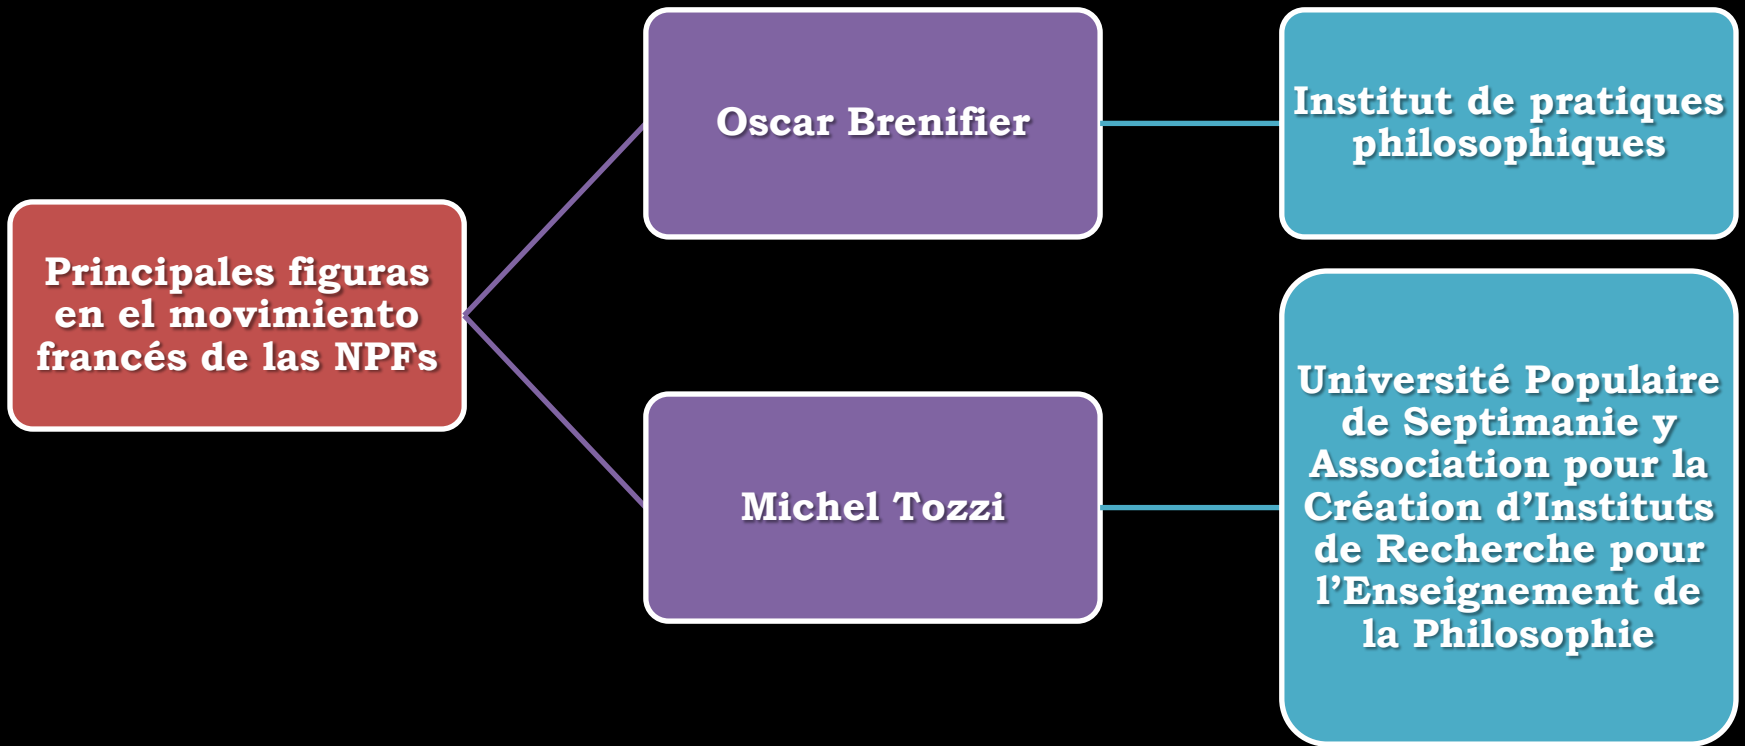 Principales figuras
en el movimiento
francés de las NPFs
Oscar Brenifier
Institut de pratiques
philosophiques
Michel Tozzi
Université Populaire
de Septimanie y
Association pour la
Création d’Instituts
de Recherche pour
l’Enseignement de
la Philosophie